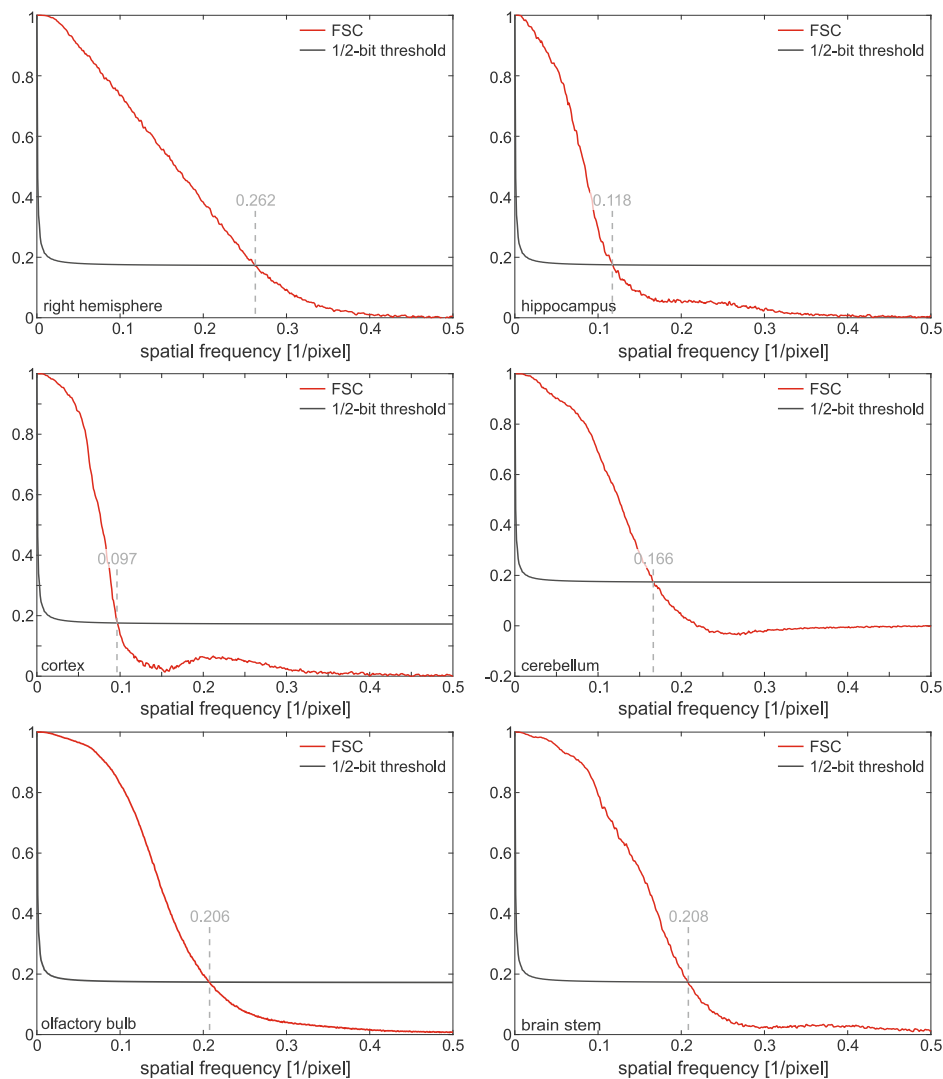 1
0.8
0.6
0.4
0.2
0
FSC
1/2-bit threshold
0.262
right hemisphere
0 0.1 0.2 0.3 0.4 0.5
spatial frequency [1/pixel]
1
0.8
0.6
0.4
0.2
0
FSC
1/2-bit threshold
0.118
hippocampus
0 0.1 0.2 0.3 0.4 0.5
spatial frequency [1/pixel]
1
0.8
0.6
0.4
0.2
0
FSC
1/2-bit threshold
0.097
cortex
0 0.1 0.2 0.3 0.4 0.5
spatial frequency [1/pixel]
1
0.8
0.6
0.4
0.2
0
-0.2
FSC
1/2-bit threshold
0.166
cerebellum
0 0.1 0.2 0.3 0.4 0.5
spatial frequency [1/pixel]
1
0.8
0.6
0.4
0.2
0
FSC
1/2-bit threshold
0.206
olfactory bulb
0 0.1 0.2 0.3 0.4 0.5
spatial frequency [1/pixel]
1
0.8
0.6
0.4
0.2
0
FSC
1/2-bit threshold
0.208
brain stem
0 0.1 0.2 0.3 0.4 0.5
spatial frequency [1/pixel]